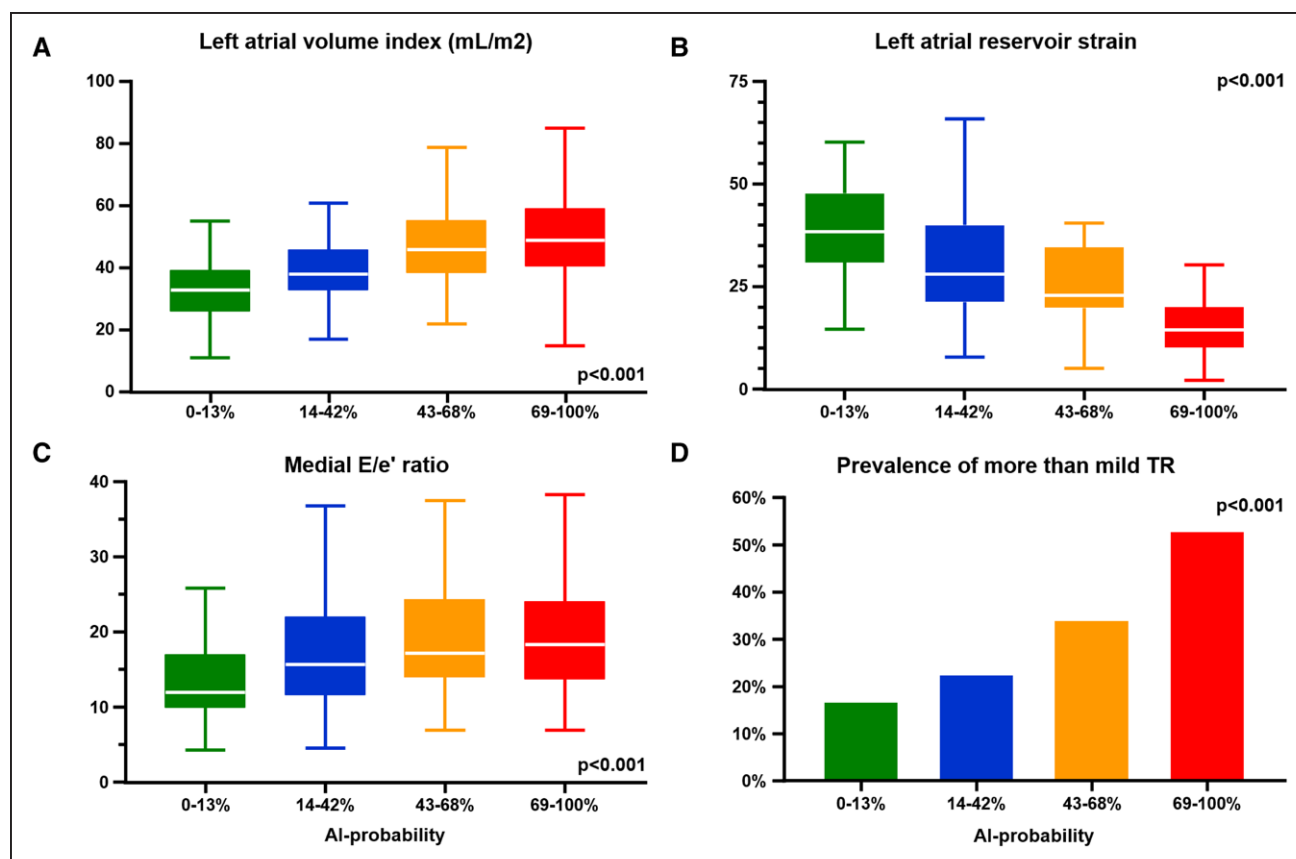 A
Left atrial volume index (mL/m2)
100
80
60
40
20
0
p<0.001
0-13%
14-42%
43-68%
69-100%
B
Left atrial reservoir strain
75
50
25
0
p<0.001
0-13%
14-42%
43-68%
69-100%
C
Medial E/e' ratio
40
30
20
10
0
p<0.001
0-13%
14-42%
43-68%
69-100%
AI-probability
D
Prevalence of more than mild TR
60%
50%
40%
30%
20%
10%
0%
p<0.001
0-13%
14-42%
43-68%
69-100%
AI-probability